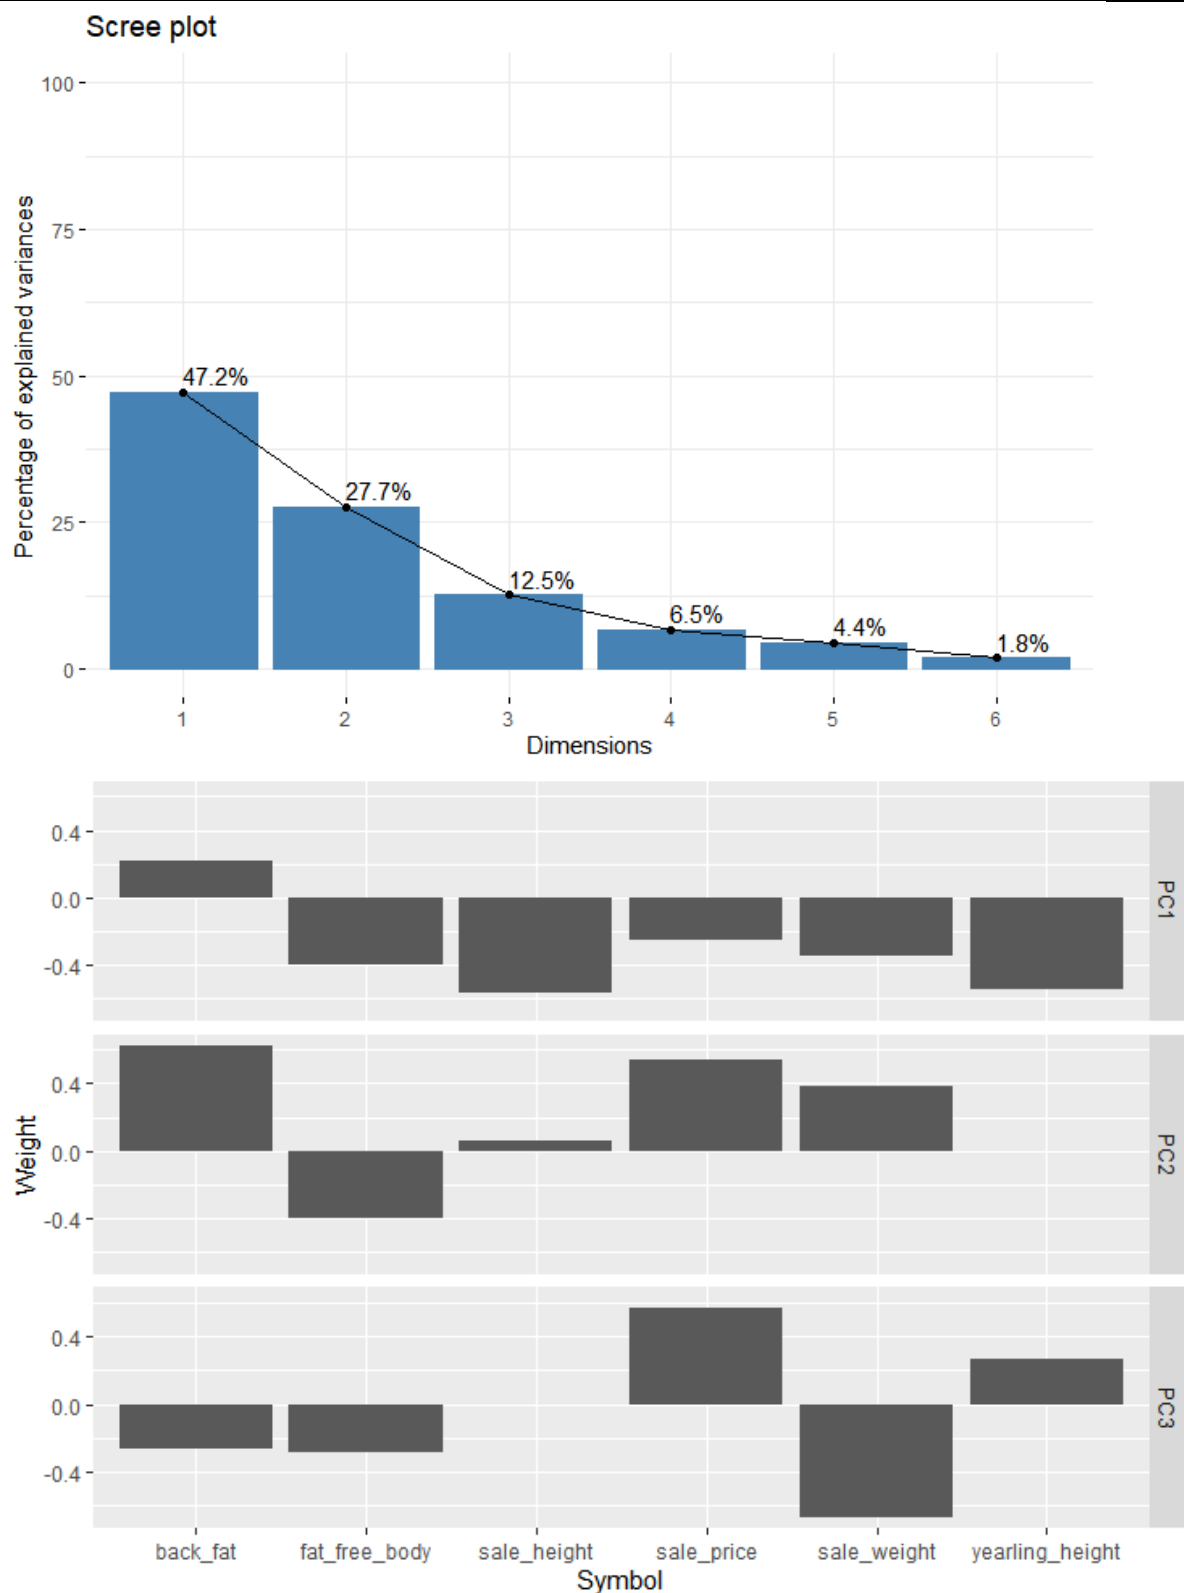 Scree plot
Percentage of explained variances
100
75
50
25
0
47.2%
27.7%
12.5%
6.5%
4.4%
1.8%
1 2 3 4 5 6
Dimensions
Weight
0.4
0.0
-0.4
PC1
0.4
0.0
-0.4
PC2
0.4
0.0
-0.4
PC3
back_fat fat_free_body sale_height sale_price sale_weight yearling_height
Symbol